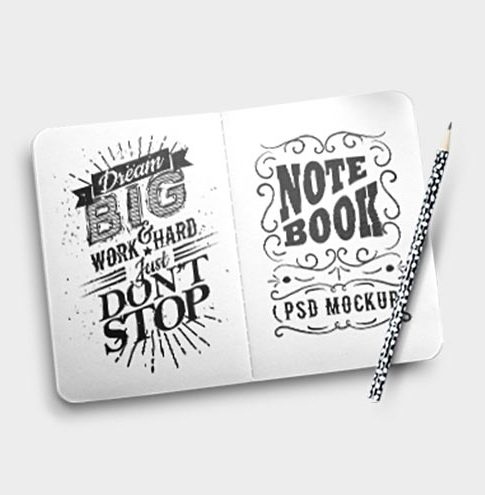 Dream
BIG
&
WORK HARD
Just
DON'T
STOP
NOTE
BOOK
PSD MOCKUP